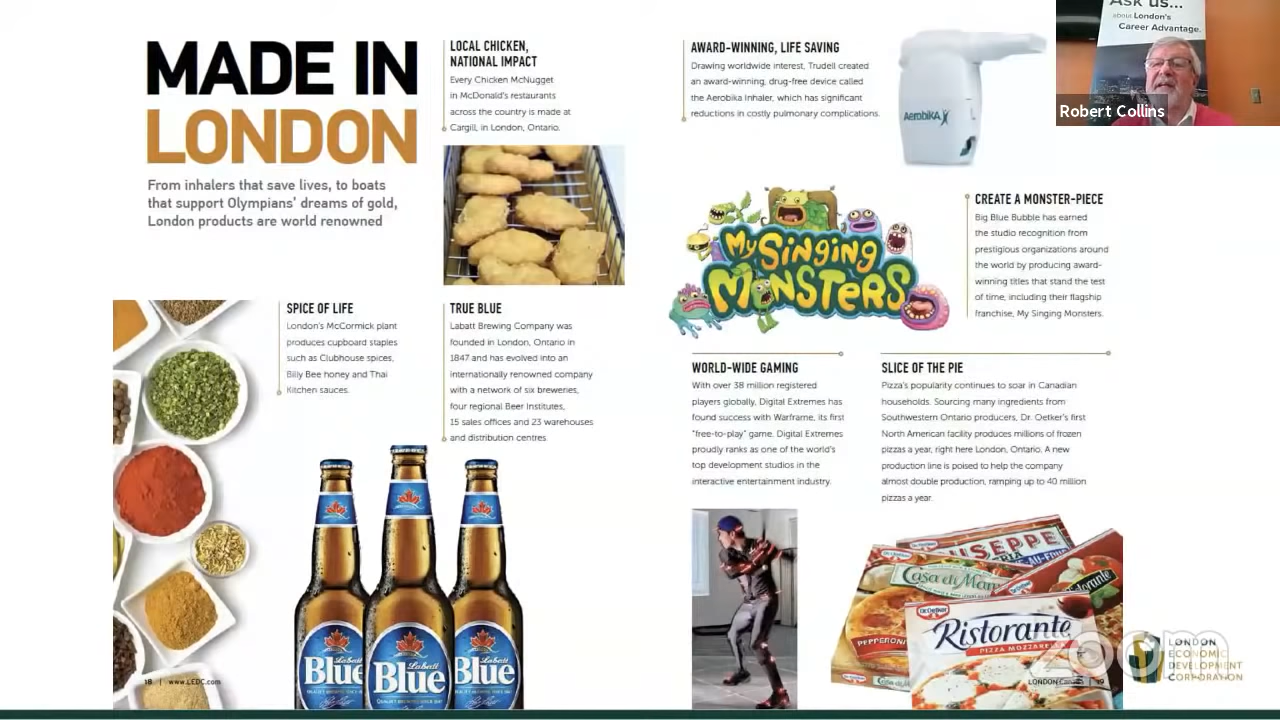 MADE IN
LONDON
From inhalers that save lives, to boats
that support Olympians' dreams of gold,
London products are world renowned
LOCAL CHICKEN,
NATIONAL IMPACT
Every Chicken McNugget
in McDonald's restaurants
across the country is made at
Cargill, in London, Ontario.
SPICE OF LIFE
London's McCormick plant
produces cupboard staples
such as Clubhouse spices,
Billy Bee honey and Thai
Kitchen sauces.
TRUE BLUE
Labatt Brewing Company was
founded in London, Ontario in
1847 and has evolved into an
internationally renowned company
with a network of six breweries,
four regional Beer Institutes,
15 sales offices and 23 warehouses
and distribution centres
Labatt
Blue
Labatt
Blue
Labatt
Blue
18 | www.LEDC.com
AWARD-WINNING, LIFE SAVING
Drawing worldwide interest, Trudell created
an award-winning, drug-free device called
the Aerobika Inhaler, which has significant
reductions in costly pulmonary complications.
AerobikA
My Singing
Monsters
CREATE A MONSTER-PIECE
Big Blue Bubble has earned
the studio recognition from
prestigious organizations around
the world by producing award-
winning titles that stand the test
of time, including their flagship
franchise, My Singing Monsters.
WORLD-WIDE GAMING
With over 38 million registered
players globally, Digital Extremes has
found success with Warframe, its first
"free-to-play" game. Digital Extremes
proudly ranks as one of the world's
top development studios in the
interactive entertainment industry.
SLICE OF THE PIE
Pizza's popularity continues to soar in Canadian
households. Sourcing many ingredients from
Southwestern Ontario producers, Dr. Oetker's first
North American facility produces millions of frozen
pizzas a year, right here London, Ontario. A new
production line is poised to help the company
almost double production, ramping up to 40 million
pizzas a year.
Casa di Mama
PEPPERONI
Dr. Oetker
Ristorante
PIZZA MOZZARELLA
19
zoom
LONDON
ECONOMIC
DEVELOPMENT
CORPORATION
Ask us...
about London's
Career Advantage.
Robert Collins